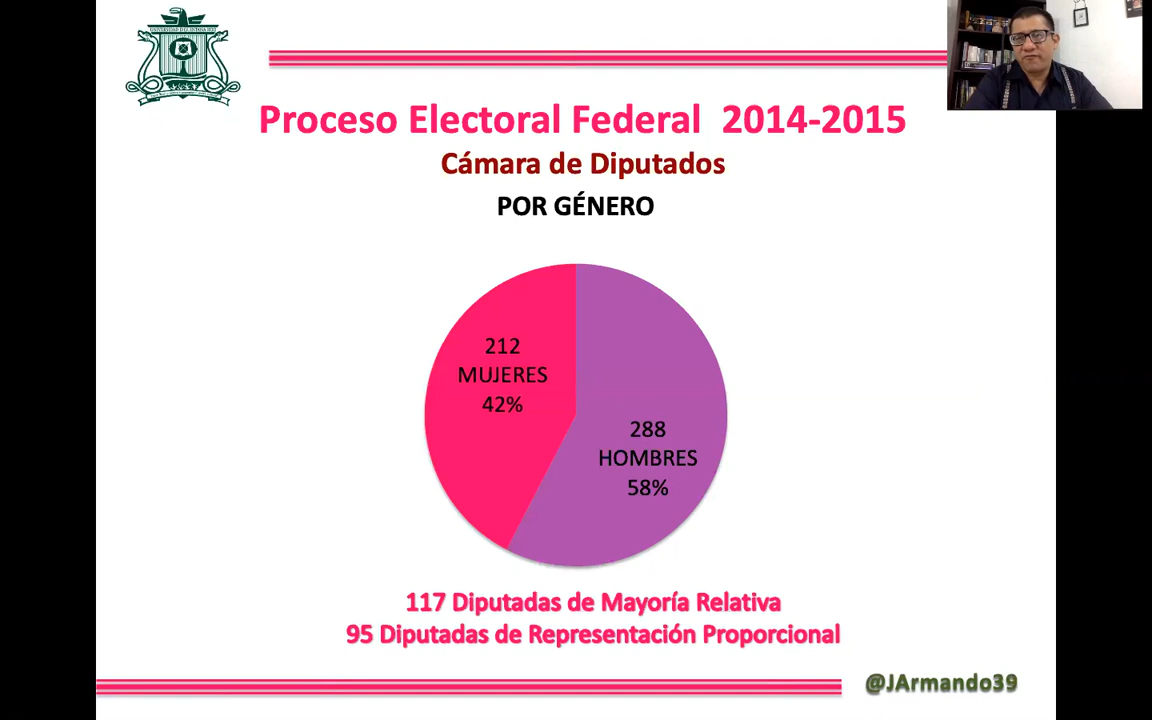 Proceso Electoral Federal 2014-2015
Cámara de Diputados
POR GÉNERO
212
MUJERES
42%
288
HOMBRES
58%
117 Diputadas de Mayoría Relativa
95 Diputadas de Representación Proporcional
@JArmando39